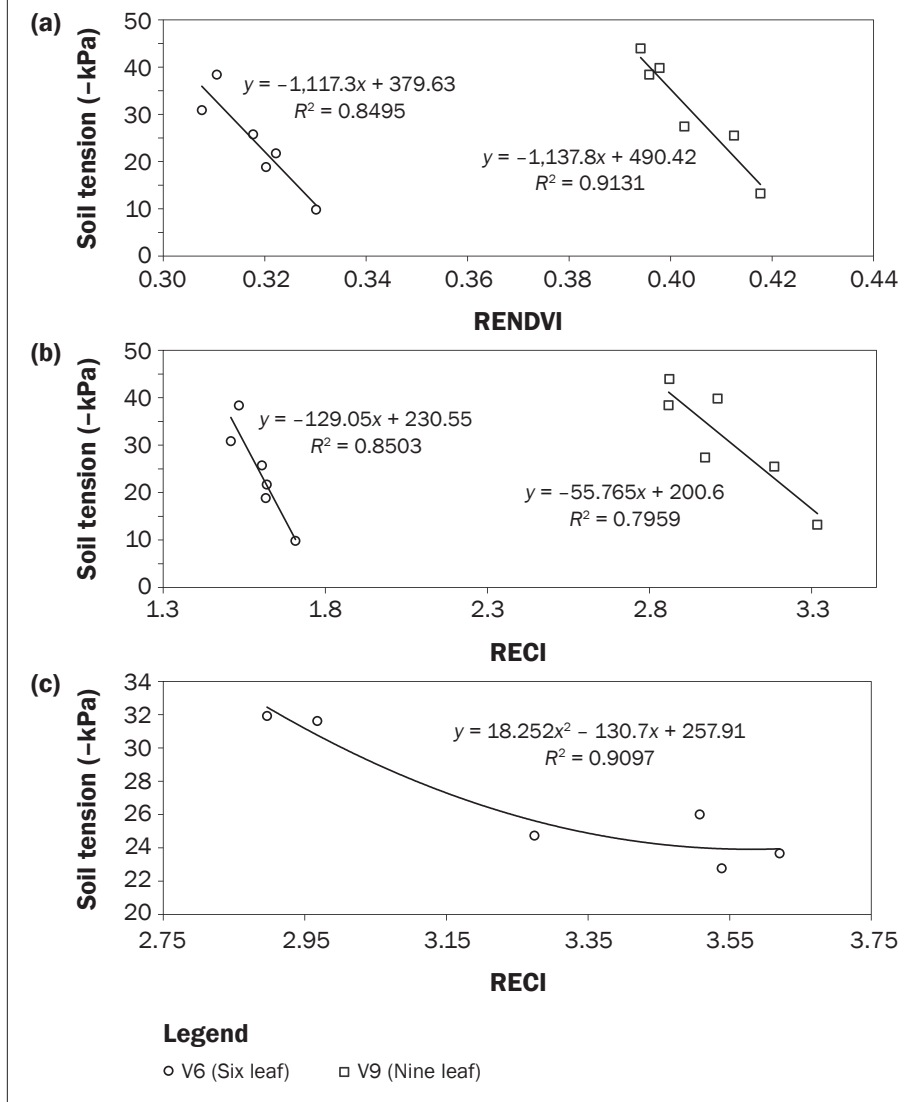 (a)
Soil tension (–kPa)
50
40
30
20
10
0
y = –1,117.3x + 379.63
R² = 0.8495
y = –1,137.8x + 490.42
R² = 0.9131
0.30 0.32 0.34 0.36 0.38 0.40 0.42 0.44
RENDVI
(b)
Soil tension (–kPa)
50
40
30
20
10
0
y = –129.05x + 230.55
R² = 0.8503
y = –55.765x + 200.6
R² = 0.7959
1.3 1.8 2.3 2.8 3.3
RECI
(c)
Soil tension (–kPa)
34
32
30
28
26
24
22
20
y = 18.252x² – 130.7x + 257.91
R² = 0.9097
2.75 2.95 3.15 3.35 3.55 3.75
RECI
Legend
V6 (Six leaf) V9 (Nine leaf)